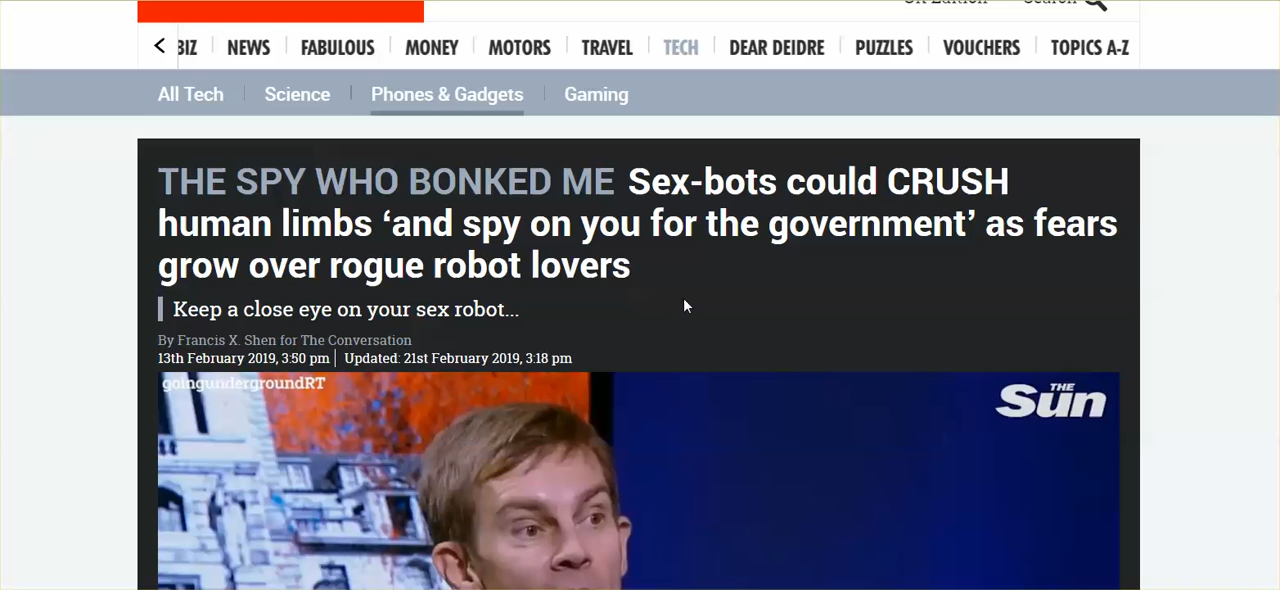 BIZ NEWS FABULOUS MONEY MOTORS TRAVEL TECH DEAR DEIDRE PUZZLES VOUCHERS TOPICS A-Z
All Tech Science Phones & Gadgets Gaming
THE SPY WHO BONKED ME Sex-bots could CRUSH
human limbs ‘and spy on you for the government’ as fears
grow over rogue robot lovers
Keep a close eye on your sex robot...
By Francis X. Shen for The Conversation
13th February 2019, 3:50 pm Updated: 21st February 2019, 3:18 pm
goingundergroundRT
THE
Sun